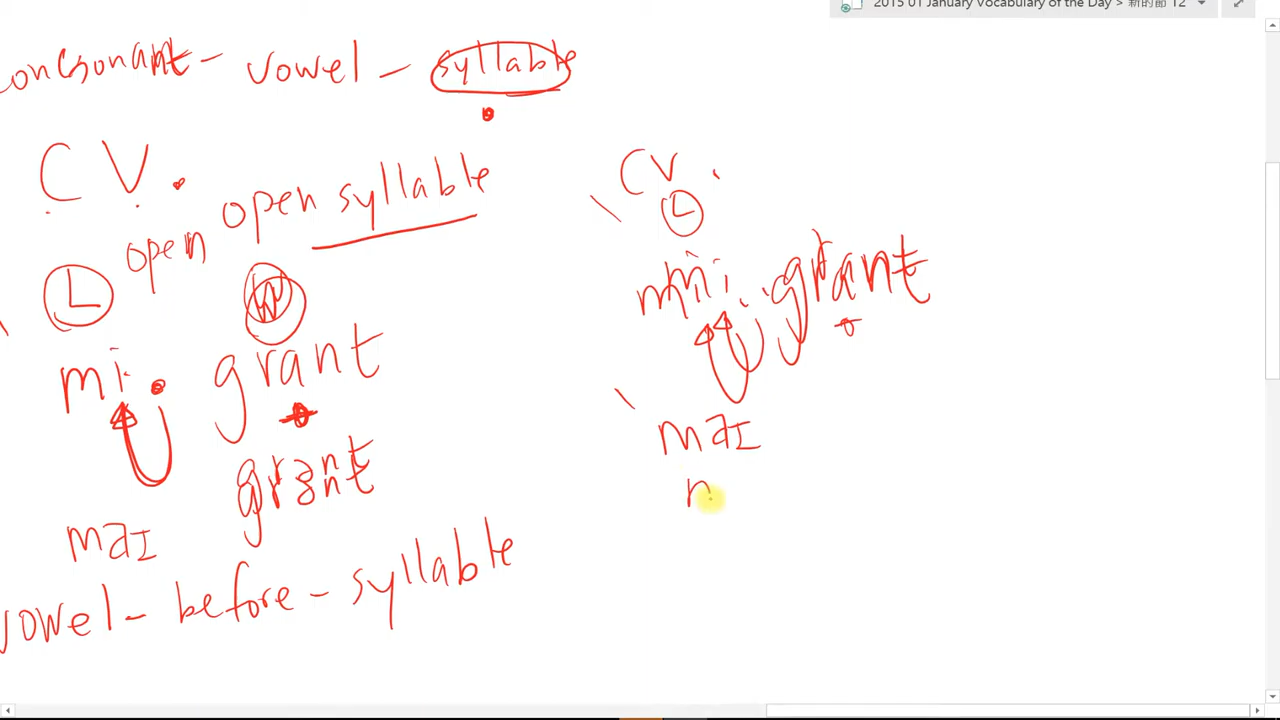 2015 01 January Vocabulary of the Day > 新的節 12
consonant - vowel - syllable
CV.
open open syllable
L W
mi. grant
grant
maI
vowel - before - syllable
CV.
L
mi. grant
maI